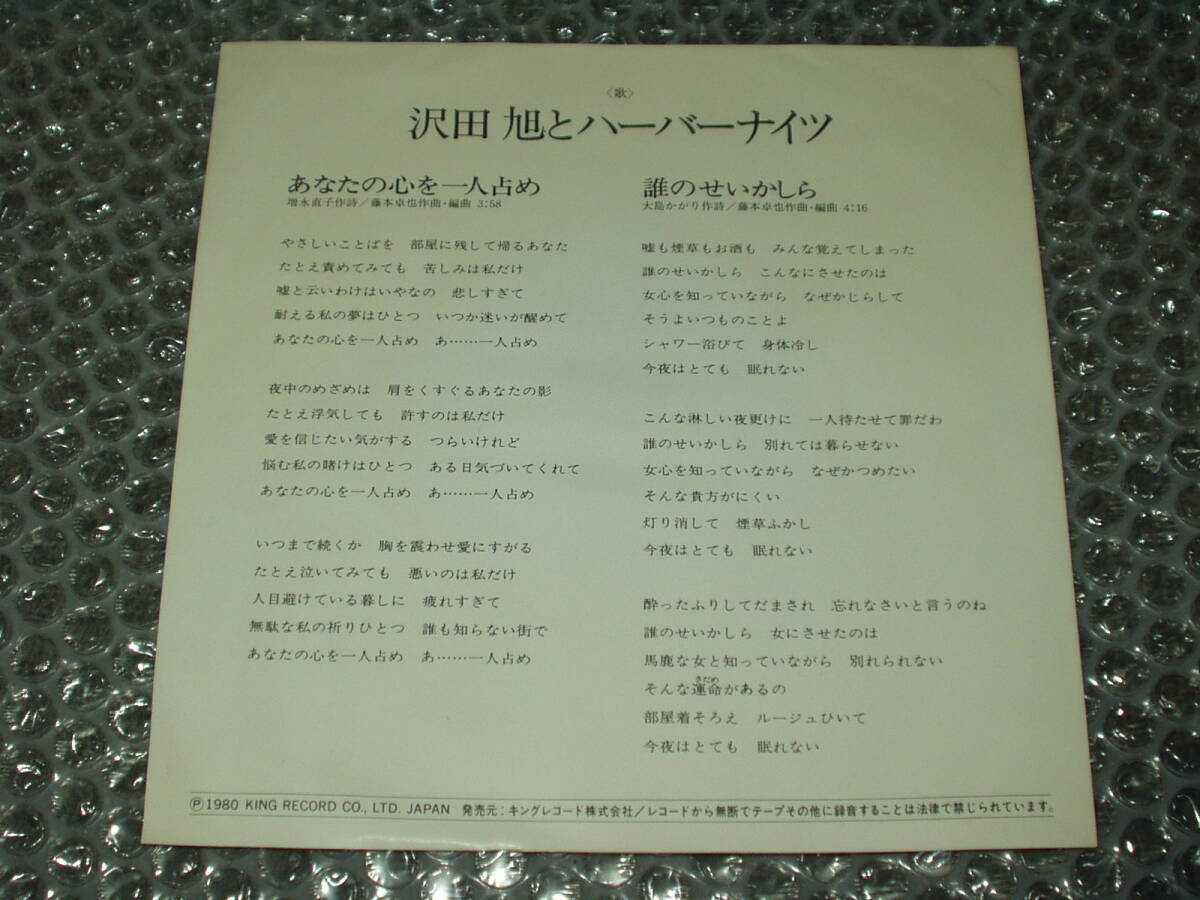 〈歌〉
沢田 旭とハーバーナイツ
あなたの心を一人占め
増永直子作詩／藤本卓也作曲・編曲 3:58
やさしいことばを 部屋に残して帰るあなた
たとえ責めてみても 苦しみは私だけ
嘘と云いわけはいやなの 悲しすぎて
耐える私の夢はひとつ いつか迷いが醒めて
あなたの心を一人占め あ……一人占め
夜中のめざめは 肩をくすぐるあなたの影
たとえ浮気しても 許すのは私だけ
愛を信じたい気がする つらいけれど
悩む私の賭けはひとつ ある日気づいてくれて
あなたの心を一人占め あ……一人占め
いつまで続くか 胸を震わせ愛にすがる
たとえ泣いてみても 悪いのは私だけ
人目避けている暮しに 疲れすぎて
無駄な私の祈りひとつ 誰も知らない街で
あなたの心を一人占め あ……一人占め
誰のせいかしら
大島かがり作詩／藤本卓也作曲・編曲 4:16
嘘も煙草もお酒も みんな覚えてしまった
誰のせいかしら こんなにさせたのは
女心を知っていながら なぜかじらして
そうよいつものことよ
シャワー浴びて 身体冷し
今夜はとても 眠れない
こんな淋しい夜更けに 一人待たせて罪だわ
誰のせいかしら 別れては暮らせない
女心を知っていながら なぜかつめたい
そんな貴方がにくい
灯り消して 煙草ふかし
今夜はとても 眠れない
酔ったふりしてだまされ 忘れなさいと言うのね
誰のせいかしら 女にさせたのは
馬鹿な女と知っていながら 別れられない
さだめ
そんな運命があるの
部屋着そろえ ルージュひいて
今夜はとても 眠れない
Ⓟ1980 KING RECORD CO., LTD. JAPAN 発売元：キングレコード株式会社／レコードから無断でテープその他に録音することは法律で禁じられています。